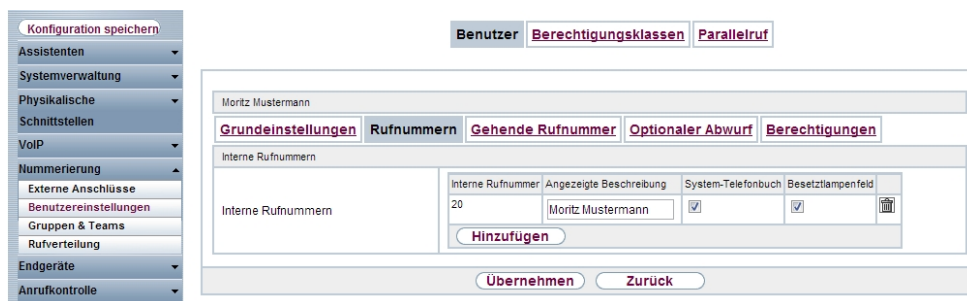 Konfiguration speichern
Assistenten
Systemverwaltung
Physikalische
Schnittstellen
VoIP
Nummerierung
Externe Anschlüsse
Benutzereinstellungen
Gruppen & Teams
Rufverteilung
Endgeräte
Anrufkontrolle
Benutzer Berechtigungsklassen Parallelruf
Moritz Mustermann
Grundeinstellungen Rufnummern Gehende Rufnummer Optionaler Abwurf Berechtigungen
Interne Rufnummern
Interne Rufnummer Angezeigte Beschreibung System-Telefonbuch Besetztlampenfeld
Interne Rufnummern 20 Moritz Mustermann
Hinzufügen
Übernehmen Zurück